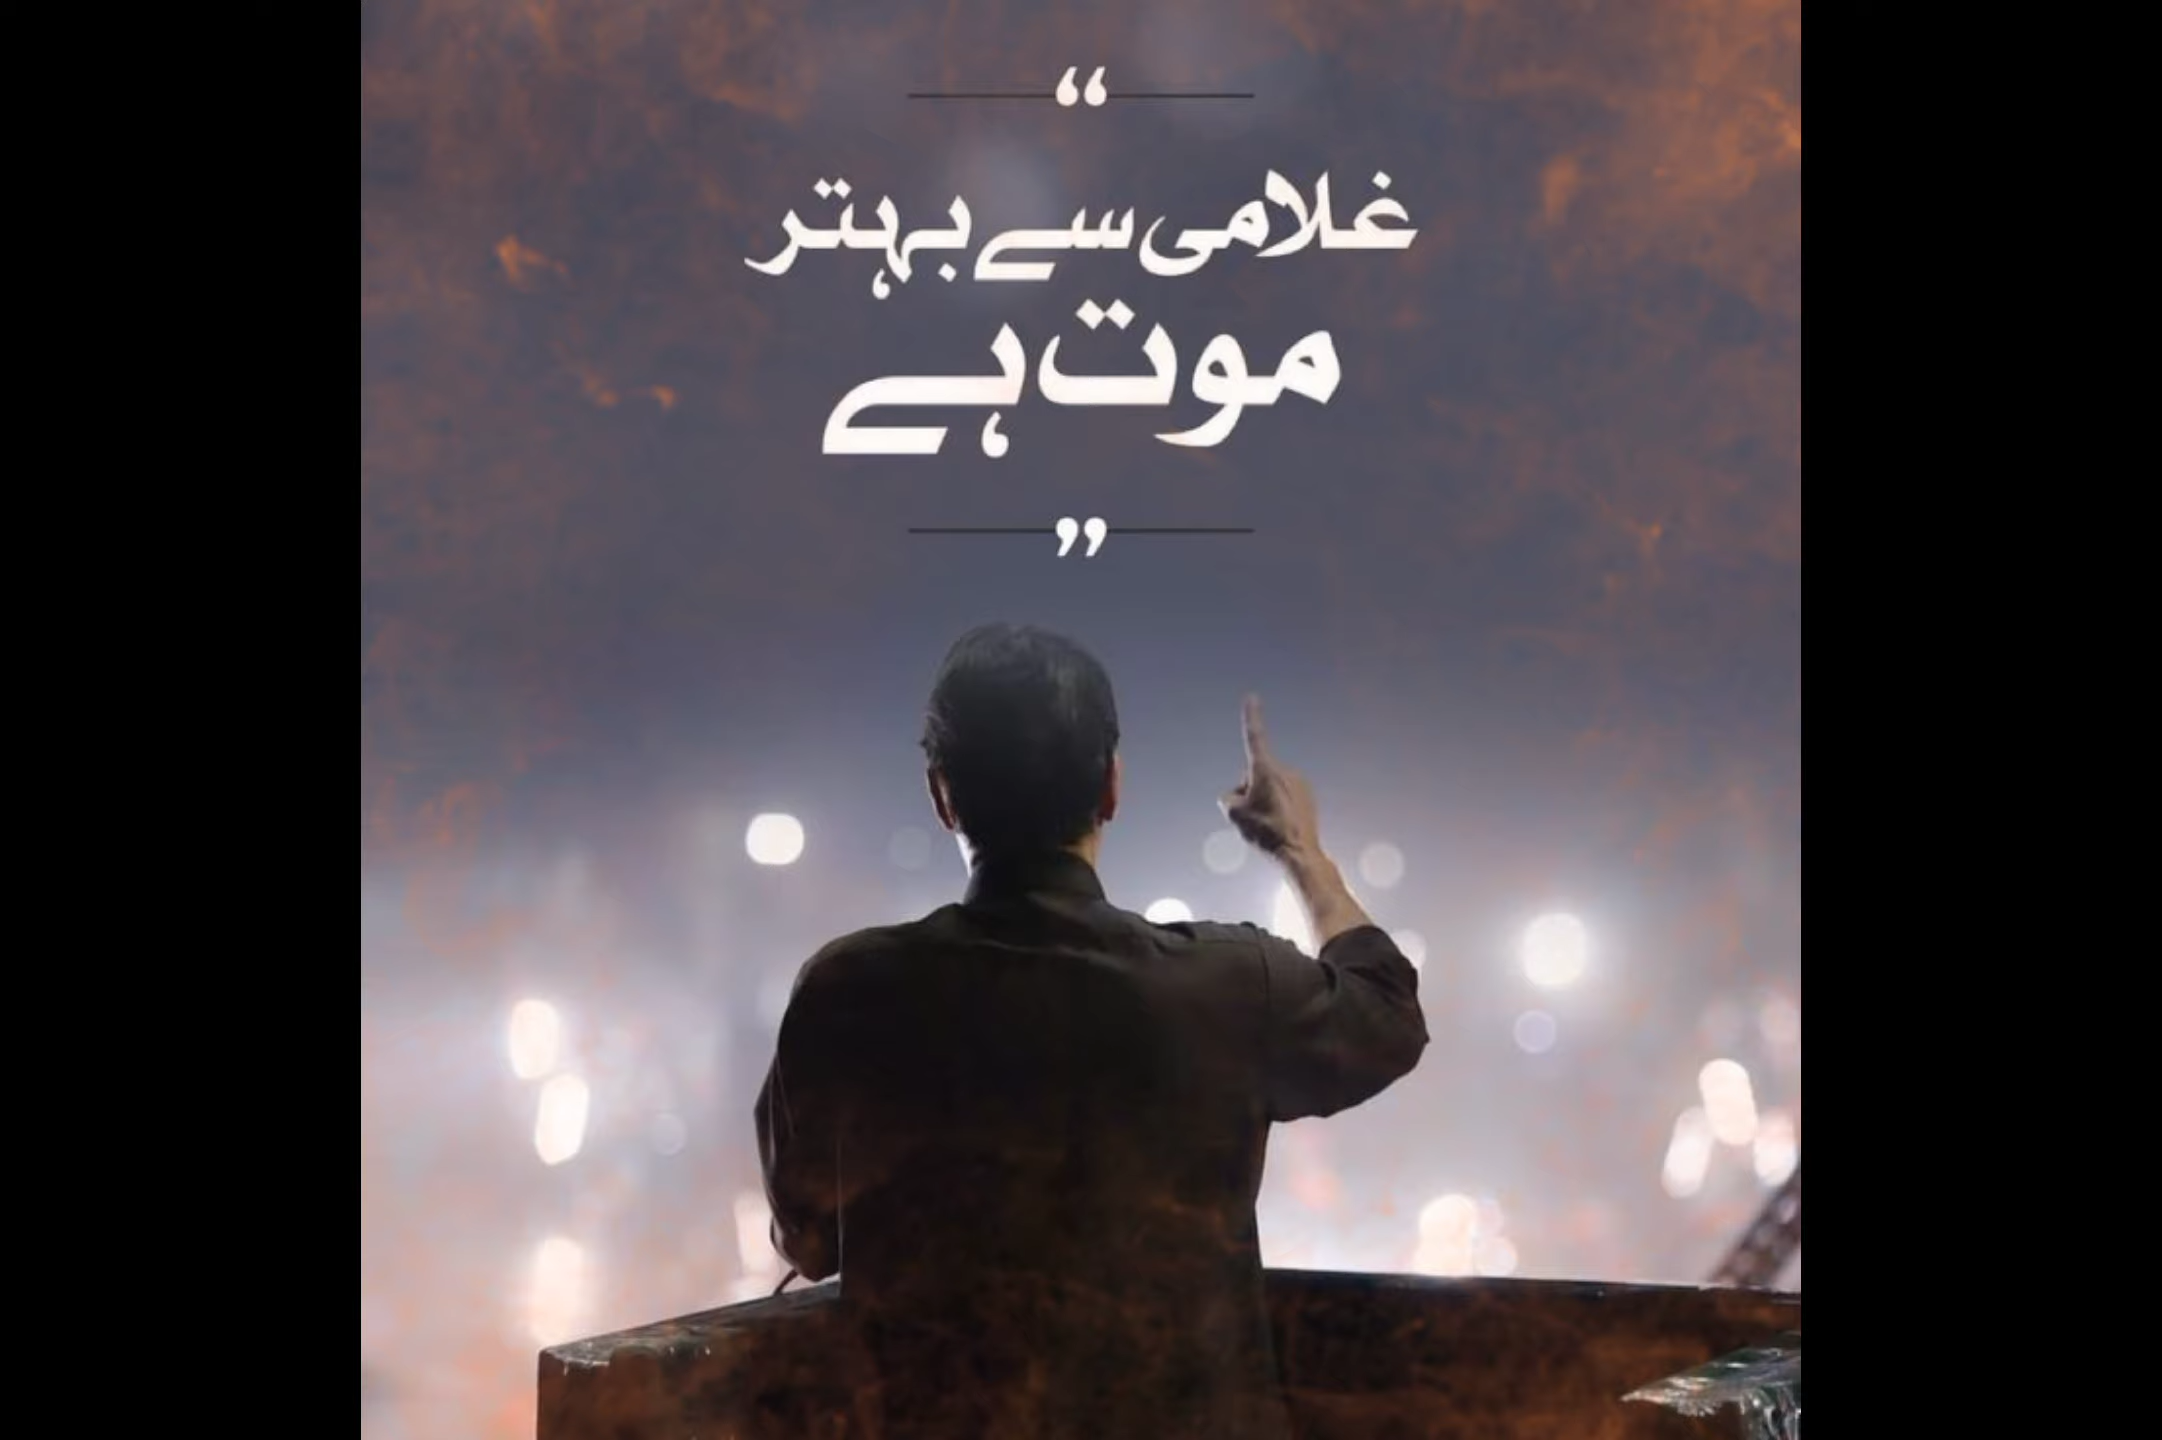 “
غلامی سے بہتر
موت ہے
”